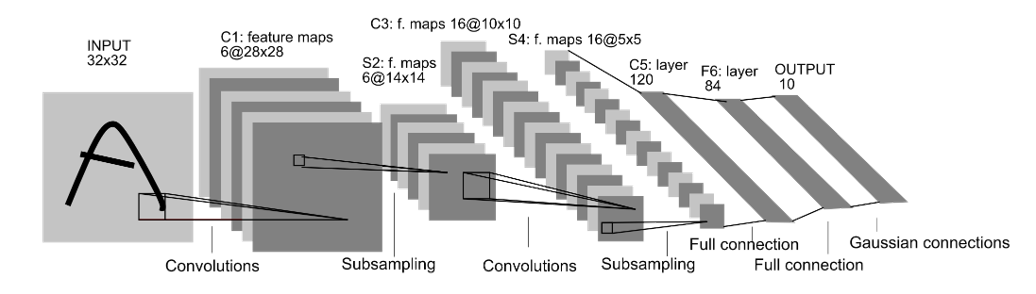 INPUT
32x32
C1: feature maps
6@28x28
S2: f. maps
6@14x14
C3: f. maps 16@10x10
S4: f. maps 16@5x5
C5: layer
120
F6: layer
84
OUTPUT
10
Convolutions
Subsampling
Convolutions
Subsampling
Full connection
Full connection
Gaussian connections